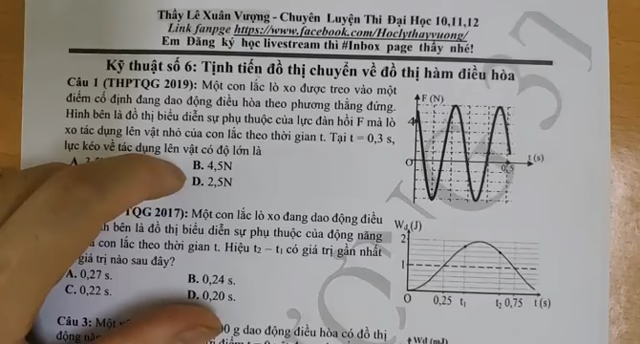 Thầy Lê Xuân Vượng - Chuyên Luyện Thi Đại Học 10,11,12
Link fanpge https://www.facebook.com/Hoclythayvuong/
Em Đăng ký học livestream thì #Inbox page thầy nhé!
Kỹ thuật số 6: Tịnh tiến đồ thị chuyển về đồ thị hàm điều hòa
Câu 1 (THPTQG 2019): Một con lắc lò xo được treo vào một
điểm cố định đang dao động điều hòa theo phương thẳng đứng.
Hình bên là đồ thị biểu diễn sự phụ thuộc của lực đàn hồi F mà lò
xo tác dụng lên vật nhỏ của con lắc theo thời gian t. Tại t = 0,3 s,
lực kéo về tác dụng lên vật có độ lớn là
A.
B. 4,5N
D. 2,5N
F (N)
4
O
0,5
t (s)
TQG 2017): Một con lắc lò xo đang dao động điều
bên là đồ thị biểu diễn sự phụ thuộc của động năng
con lắc theo thời gian t. Hiệu t₂ – t₁ có giá trị gần nhất
giá trị nào sau đây?
A. 0,27 s.
B. 0,24 s.
C. 0,22 s.
D. 0,20 s.
Wđ(J)
2
1
O
0,25
t₁
t₂
0,75
t (s)
Câu 3: Một
0 g dao động điều hòa có đồ thị
động
Wđ (mJ)